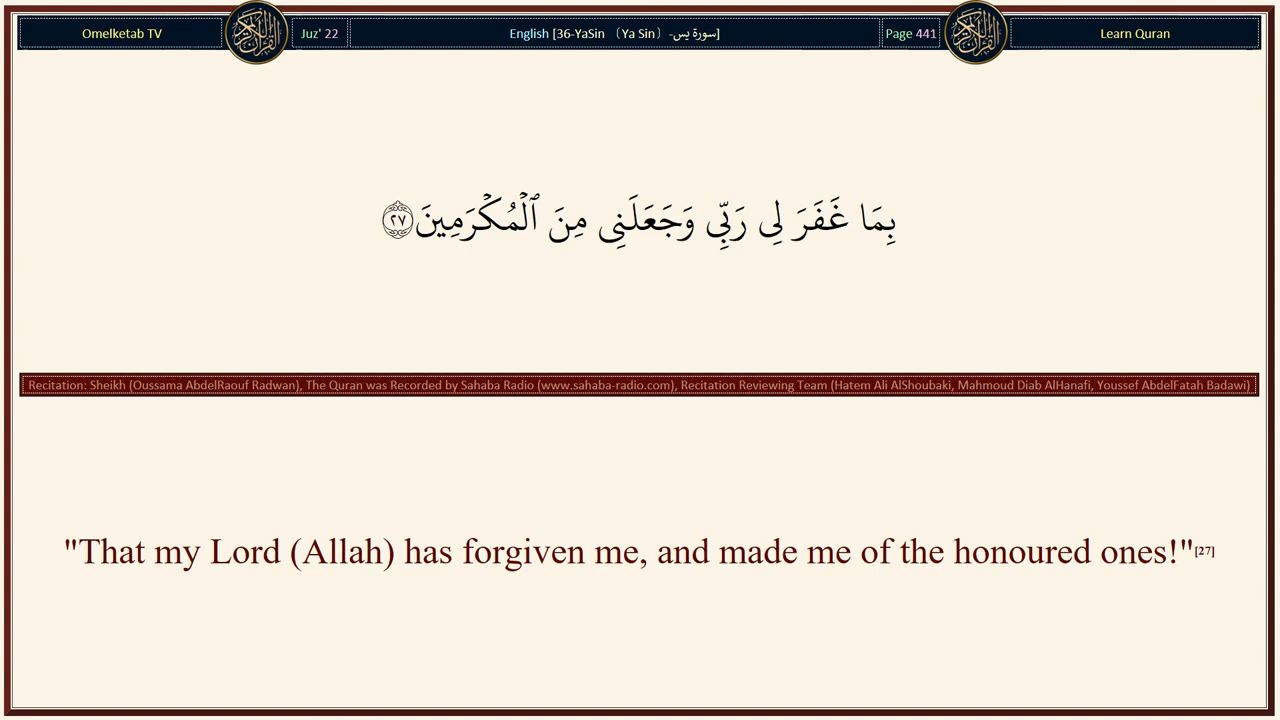 Omelketab TV
Juz' 22
English [36-YaSin （Ya Sin）-سورة يس]
Page 441
Learn Quran
بِمَا غَفَرَ لِي رَبِّي وَجَعَلَنِي مِنَ ٱلْمُكْرَمِينَ ٢٧
Recitation: Sheikh (Oussama AbdelRaouf Radwan), The Quran was Recorded by Sahaba Radio (www.sahaba-radio.com), Recitation Reviewing Team (Hatem Ali AlShoubaki, Mahmoud Diab AlHanafi, Youssef AbdelFatah Badawi)
"That my Lord (Allah) has forgiven me, and made me of the honoured ones!"[27]